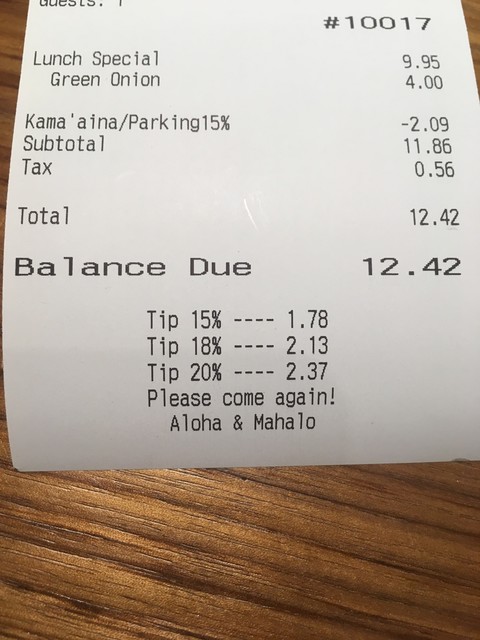 Guests: 1
#10017
Lunch Special 9.95
Green Onion 4.00
Kama'aina/Parking15% -2.09
Subtotal 11.86
Tax 0.56
Total 12.42
Balance Due 12.42
Tip 15% ---- 1.78
Tip 18% ---- 2.13
Tip 20% ---- 2.37
Please come again!
Aloha & Mahalo